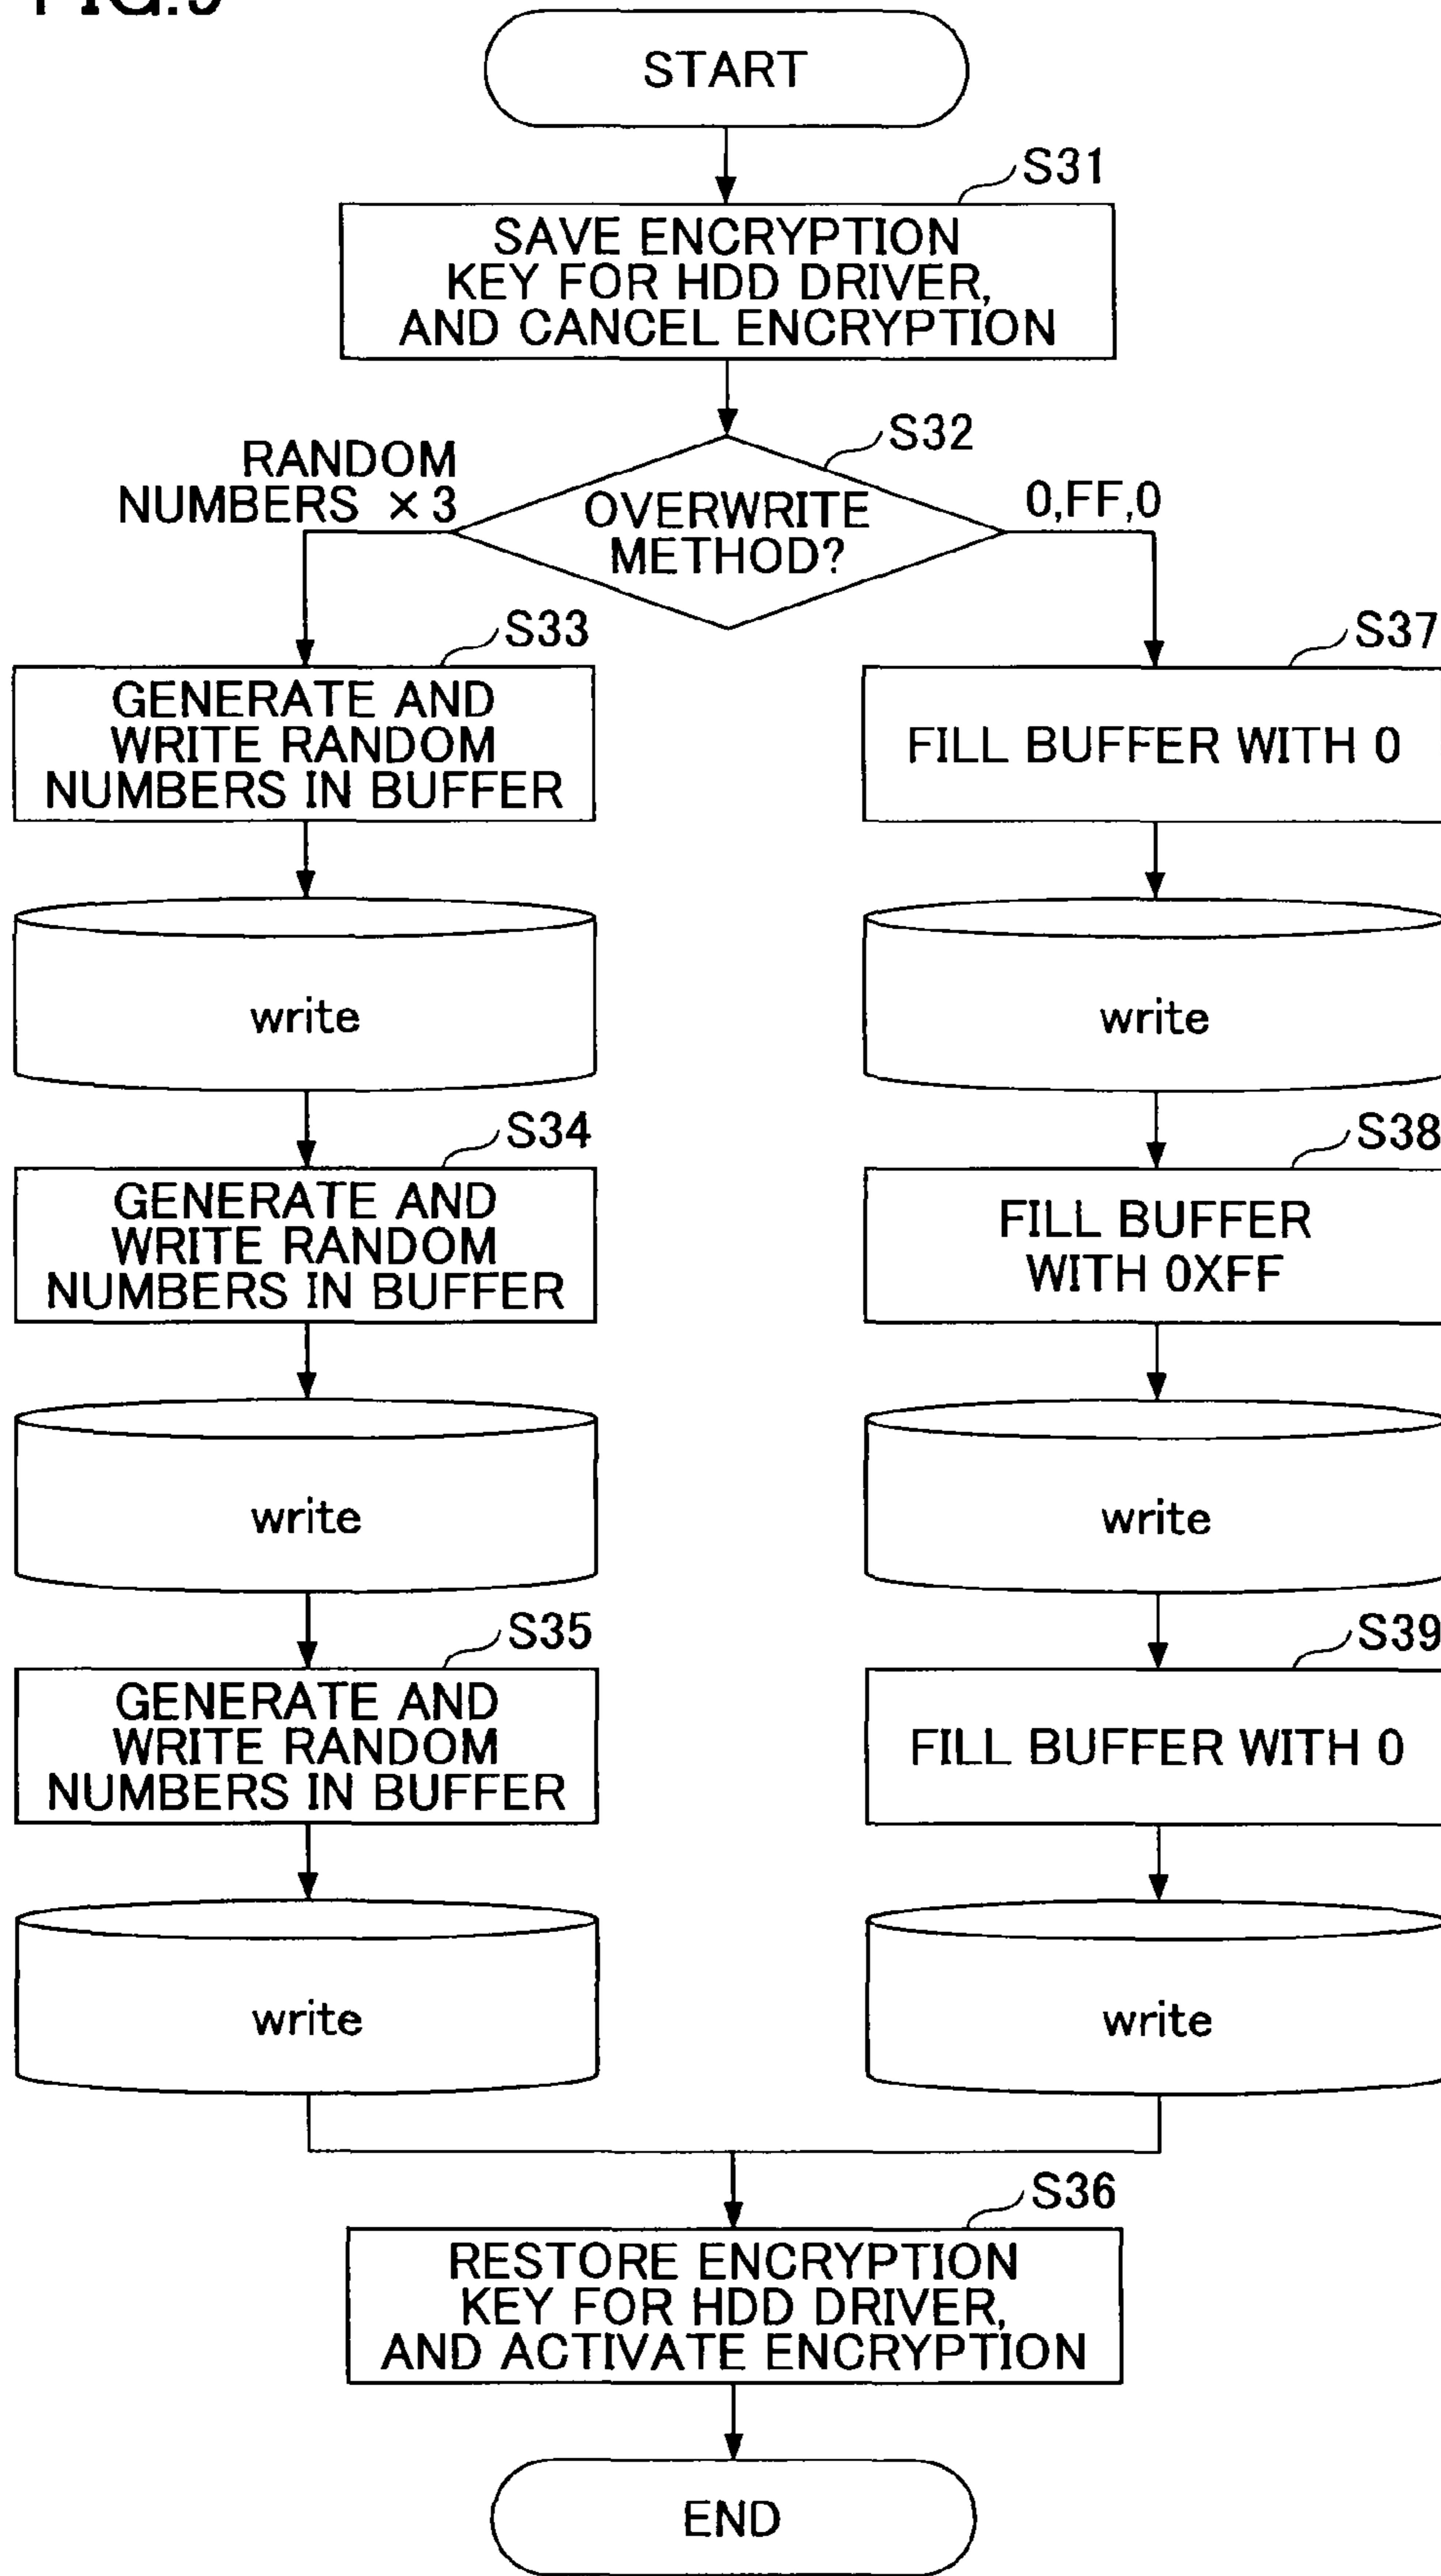 START
S31
SAVE ENCRYPTION
KEY FOR HDD DRIVER,
AND CANCEL ENCRYPTION
S32
RANDOM
NUMBERS ×3
OVERWRITE
METHOD?
0,FF,0
S33
GENERATE AND
WRITE RANDOM
NUMBERS IN BUFFER
S37
FILL BUFFER WITH 0
write
write
S34
GENERATE AND
WRITE RANDOM
NUMBERS IN BUFFER
S38
FILL BUFFER
WITH 0XFF
write
write
S35
GENERATE AND
WRITE RANDOM
NUMBERS IN BUFFER
S39
FILL BUFFER WITH 0
write
write
S36
RESTORE ENCRYPTION
KEY FOR HDD DRIVER,
AND ACTIVATE ENCRYPTION
END